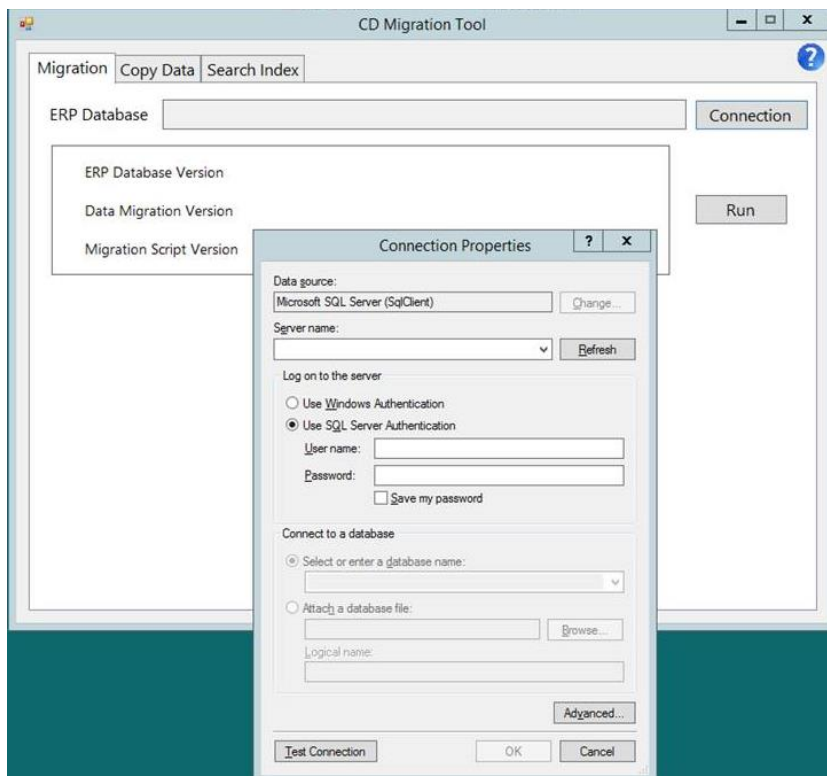 CD Migration Tool
Migration Copy Data Search Index
ERP Database Connection
ERP Database Version
Data Migration Version Run
Migration Script Version
Connection Properties ? x
Data source:
Microsoft SQL Server (SqlClient) Change...
Server name:
Refresh
Log on to the server
Use Windows Authentication
Use SQL Server Authentication
User name:
Password:
Save my password
Connect to a database
Select or enter a database name:
Attach a database file:
Browse...
Logical name:
Advanced...
Test Connection OK Cancel